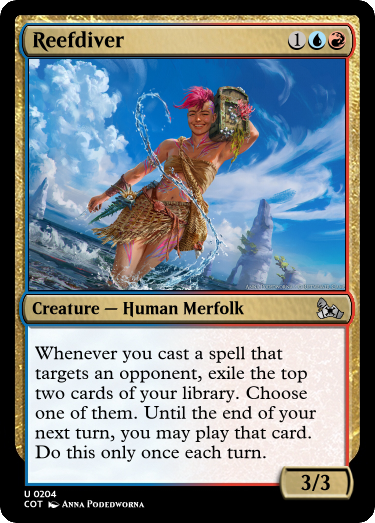 Reefdiver 1
Creature — Human Merfolk
Whenever you cast a spell that
targets an opponent, exile the top
two cards of your library. Choose
one of them. Until the end of your
next turn, you may play that card.
Do this only once each turn.
3/3
U 0204
COT Anna Podedworna